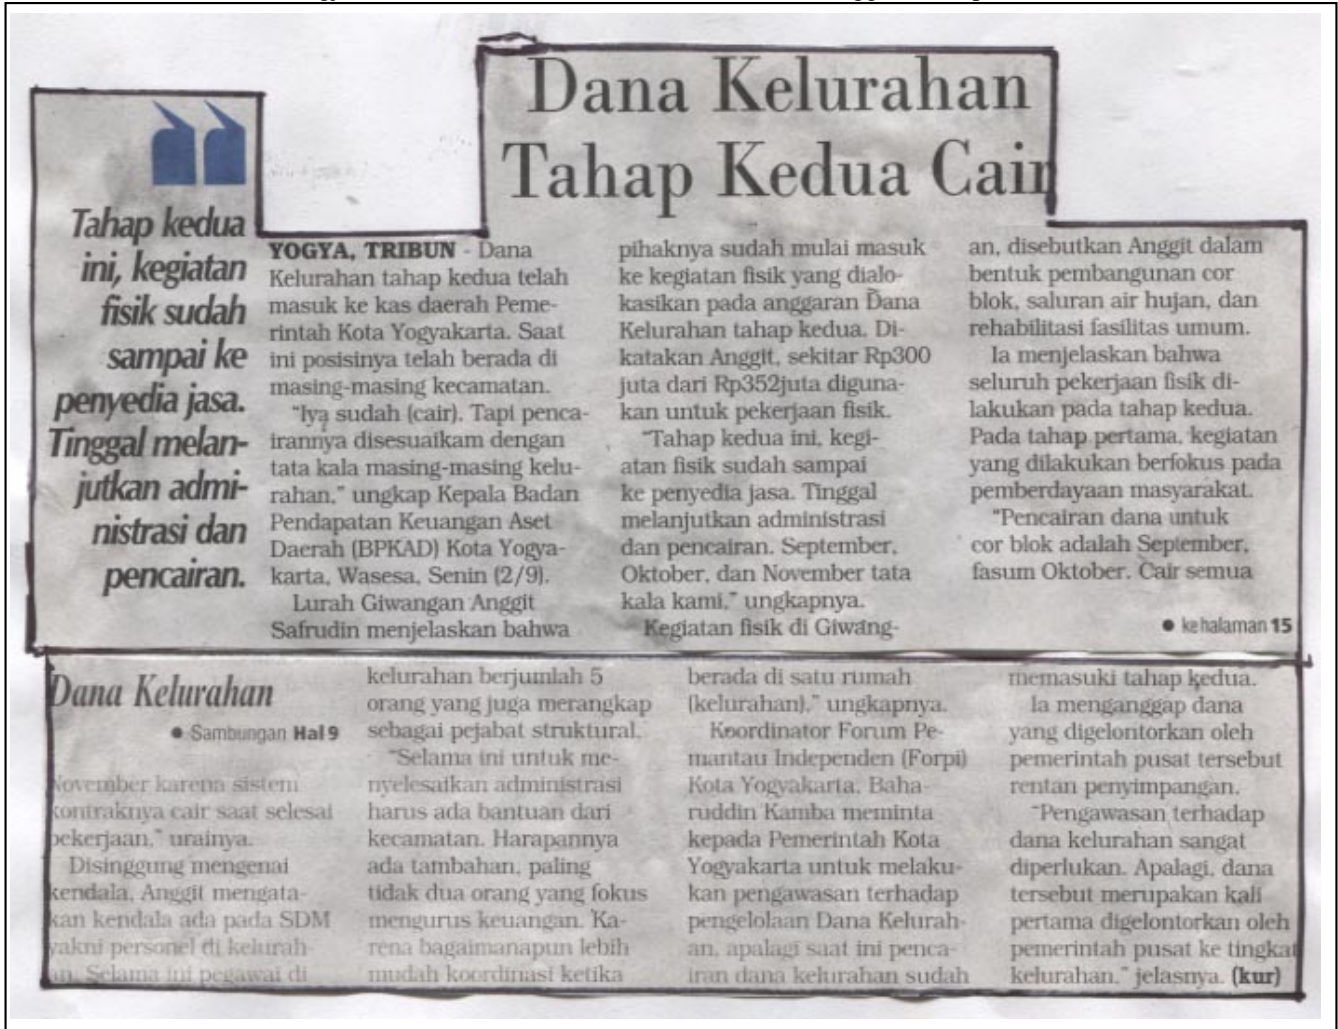 Dana Kelurahan
Tahap Kedua Cair
Tahap kedua
ini, kegiatan
fisik sudah
sampai ke
penyedia jasa.
Tinggal melan-
jutkan admi-
nistrasi dan
pencairan.
YOGYA, TRIBUN - Dana
Kelurahan tahap kedua telah
masuk ke kas daerah Peme-
rintah Kota Yogyakarta. Saat
ini posisinya telah berada di
masing-masing kecamatan.
"Iya sudah (cair). Tapi penca-
irannya disesuaikam dengan
tata kala masing-masing kelu-
rahan," ungkap Kepala Badan
Pendapatan Keuangan Aset
Daerah (BPKAD) Kota Yogya-
karta, Wasesa, Senin (2/9).
Lurah Giwangan Anggit
Safrudin menjelaskan bahwa
pihaknya sudah mulai masuk
ke kegiatan fisik yang dialo-
kasikan pada anggaran Dana
Kelurahan tahap kedua. Di-
katakan Anggit, sekitar Rp300
juta dari Rp352juta diguna-
kan untuk pekerjaan fisik.
"Tahap kedua ini, kegi-
atan fisik sudah sampai
ke penyedia jasa. Tinggal
melanjutkan administrasi
dan pencairan. September,
Oktober, dan November tata
kala kami," ungkapnya.
Kegiatan fisik di Giwang-
an, disebutkan Anggit dalam
bentuk pembangunan cor
blok, saluran air hujan, dan
rehabilitasi fasilitas umum.
Ia menjelaskan bahwa
seluruh pekerjaan fisik di-
lakukan pada tahap kedua.
Pada tahap pertama, kegiatan
yang dilakukan berfokus pada
pemberdayaan masyarakat.
"Pencairan dana untuk
cor blok adalah September,
fasum Oktober. Cair semua
● ke halaman 15
Dana Kelurahan
● Sambungan Hal 9
November karena sistem
kontraknya cair saat selesai
pekerjaan," urainya.
Disinggung mengenai
kendala, Anggit mengata-
kan kendala ada pada SDM
yakni personel di kelurah-
an. Selama ini pegawai di
kelurahan berjumlah 5
orang yang juga merangkap
sebagai pejabat struktural.
"Selama ini untuk me-
nyelesaikan administrasi
harus ada bantuan dari
kecamatan. Harapannya
ada tambahan, paling
tidak dua orang yang fokus
mengurus keuangan. Ka-
rena bagaimanapun lebih
mudah koordinasi ketika
berada di satu rumah
(kelurahan)," ungkapnya.
Koordinator Forum Pe-
mantau Independen (Forpi)
Kota Yogyakarta, Baha-
ruddin Kamba meminta
kepada Pemerintah Kota
Yogyakarta untuk melaku-
kan pengawasan terhadap
pengelolaan Dana Kelurah-
an, apalagi saat ini penca-
iran dana kelurahan sudah
memasuki tahap kedua.
Ia menganggap dana
yang digelontorkan oleh
pemerintah pusat tersebut
rentan penyimpangan.
"Pengawasan terhadap
dana kelurahan sangat
diperlukan. Apalagi, dana
tersebut merupakan kali
pertama digelontorkan oleh
pemerintah pusat ke tingkat
kelurahan," jelasnya. (kur)